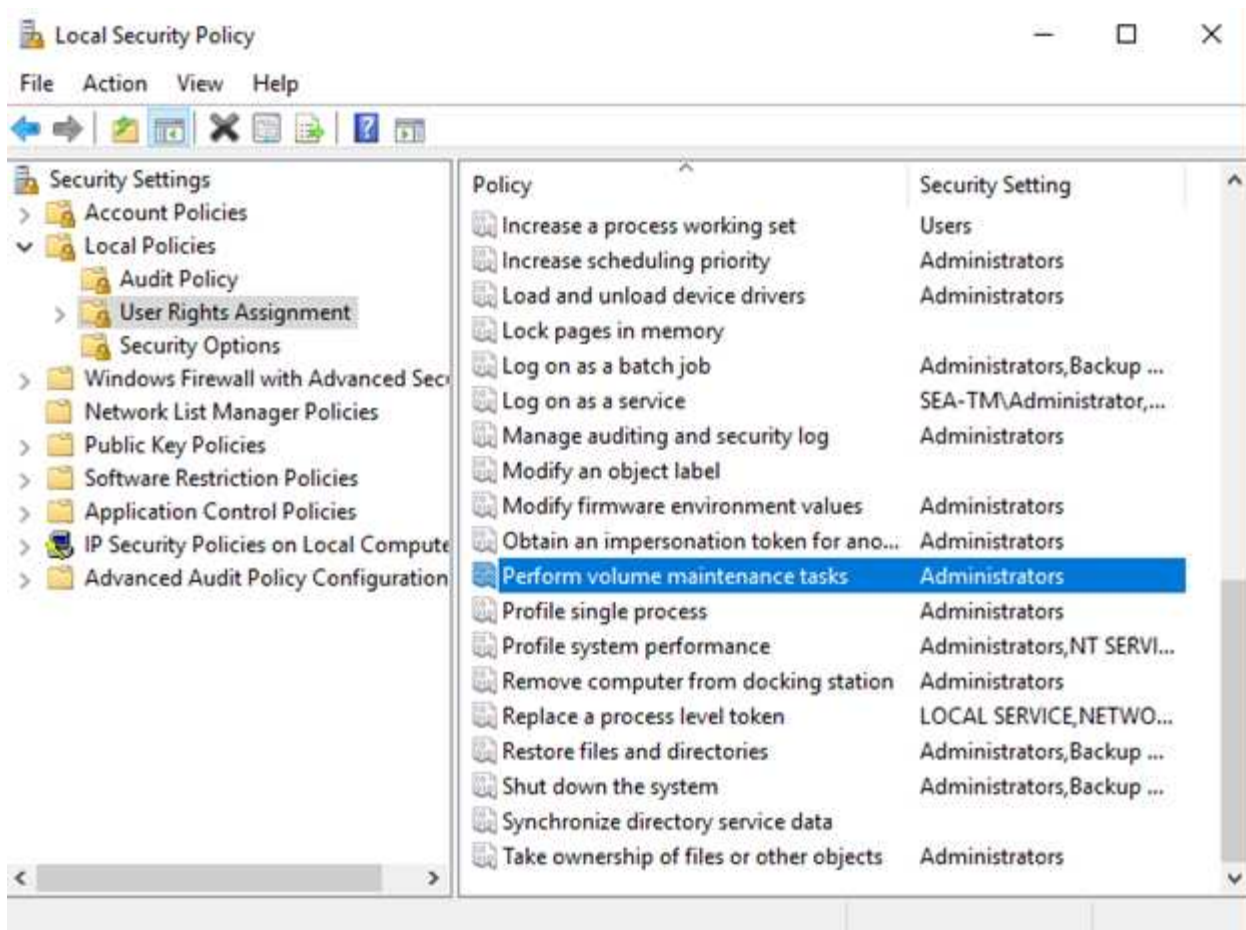 Local Security Policy
File Action View Help
Security Settings
Account Policies
Local Policies
Audit Policy
User Rights Assignment
Security Options
Windows Firewall with Advanced Secu
Network List Manager Policies
Public Key Policies
Software Restriction Policies
Application Control Policies
IP Security Policies on Local Compute
Advanced Audit Policy Configuration
Policy Security Setting
Increase a process working set Users
Increase scheduling priority Administrators
Load and unload device drivers Administrators
Lock pages in memory
Log on as a batch job Administrators,Backup ...
Log on as a service SEA-TM\Administrator,...
Manage auditing and security log Administrators
Modify an object label
Modify firmware environment values Administrators
Obtain an impersonation token for ano... Administrators
Perform volume maintenance tasks Administrators
Profile single process Administrators
Profile system performance Administrators,NT SERVI...
Remove computer from docking station Administrators
Replace a process level token LOCAL SERVICE,NETWO...
Restore files and directories Administrators,Backup ...
Shut down the system Administrators,Backup ...
Synchronize directory service data
Take ownership of files or other objects Administrators